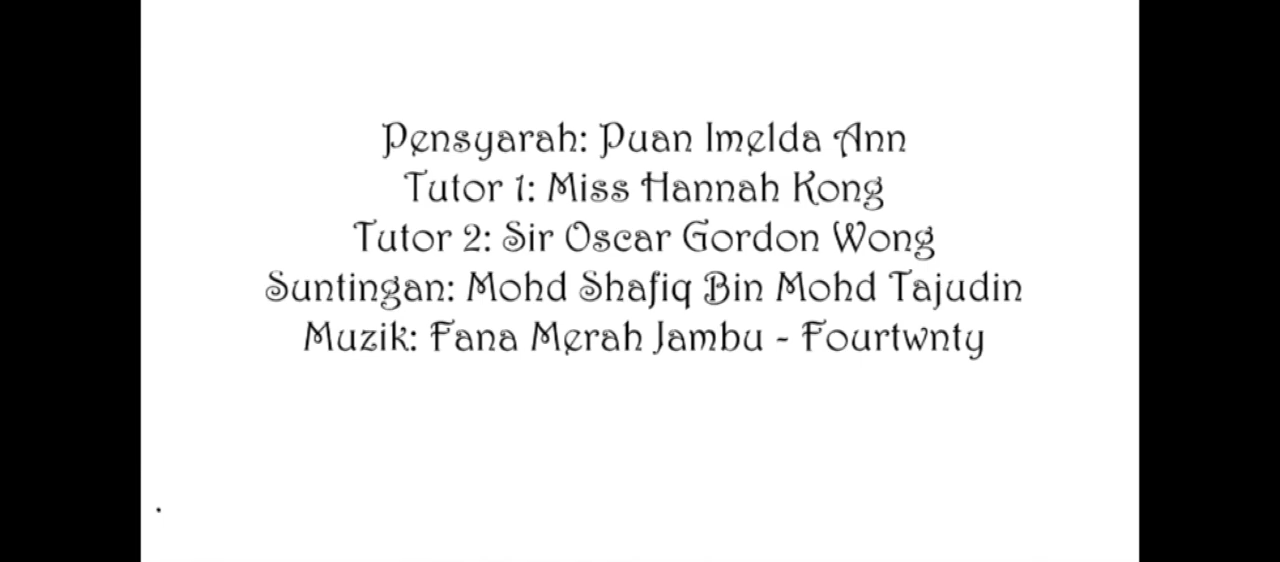 Pensyarah: Puan Imelda Ann
Tutor 1: Miss Hannah Kong
Tutor 2: Sir Oscar Gordon Wong
Suntingan: Mohd Shafiq Bin Mohd Tajudin
Muzik: Fana Merah Jambu - Fourtwnty
.